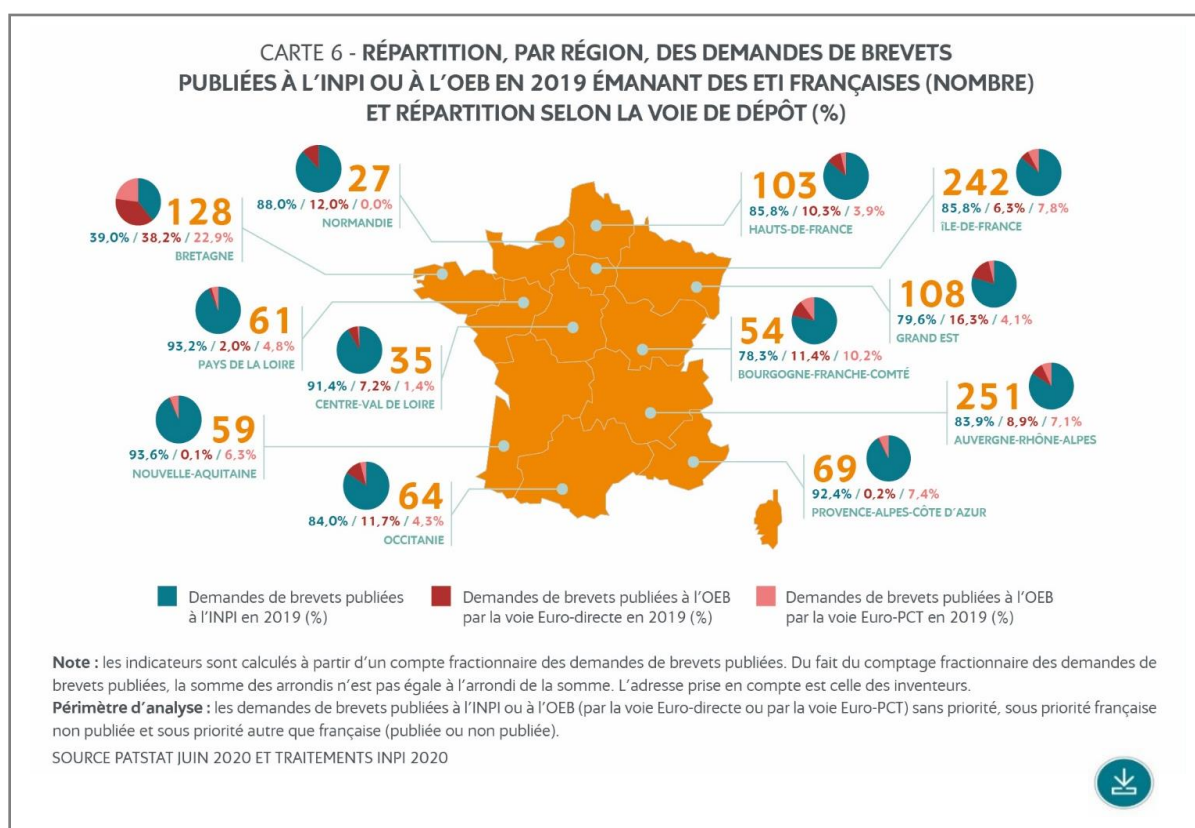 CARTE 6 - RÉPARTITION, PAR RÉGION, DES DEMANDES DE BREVETS
PUBLIÉES À L'INPI OU À L'OEB EN 2019 ÉMANANT DES ETI FRANÇAISES (NOMBRE)
ET RÉPARTITION SELON LA VOIE DE DÉPÔT (%)
27
88,0% / 12,0% / 0,0%
NORMANDIE
103
85,8% / 10,3% / 3,9%
HAUTS-DE-FRANCE
242
85,8% / 6,3% / 7,8%
ÎLE-DE-FRANCE
128
39,0% / 38,2% / 22,9%
BRETAGNE
108
79,6% / 16,3% / 4,1%
GRAND EST
61
93,2% / 2,0% / 4,8%
PAYS DE LA LOIRE
35
91,4% / 7,2% / 1,4%
CENTRE-VAL DE LOIRE
54
78,3% / 11,4% / 10,2%
BOURGOGNE-FRANCHE-COMTÉ
251
83,9% / 8,9% / 7,1%
AUVERGNE-RHÔNE-ALPES
59
93,6% / 0,1% / 6,3%
NOUVELLE-AQUITAINE
69
92,4% / 0,2% / 7,4%
PROVENCE-ALPES-CÔTE D'AZUR
64
84,0% / 11,7% / 4,3%
OCCITANIE
Demandes de brevets publiées
à l'INPI en 2019 (%)
Demandes de brevets publiées à l'OEB
par la voie Euro-directe en 2019 (%)
Demandes de brevets publiées à l'OEB
par la voie Euro-PCT en 2019 (%)
Note : les indicateurs sont calculés à partir d'un compte fractionnaire des demandes de brevets publiées. Du fait du comptage fractionnaire des demandes de
brevets publiées, la somme des arrondis n'est pas égale à l'arrondi de la somme. L'adresse prise en compte est celle des inventeurs.
Périmètre d'analyse : les demandes de brevets publiées à l'INPI ou à l'OEB (par la voie Euro-directe ou par la voie Euro-PCT) sans priorité, sous priorité française
non publiée et sous priorité autre que française (publiée ou non publiée).
SOURCE PATSTAT JUIN 2020 ET TRAITEMENTS INPI 2020